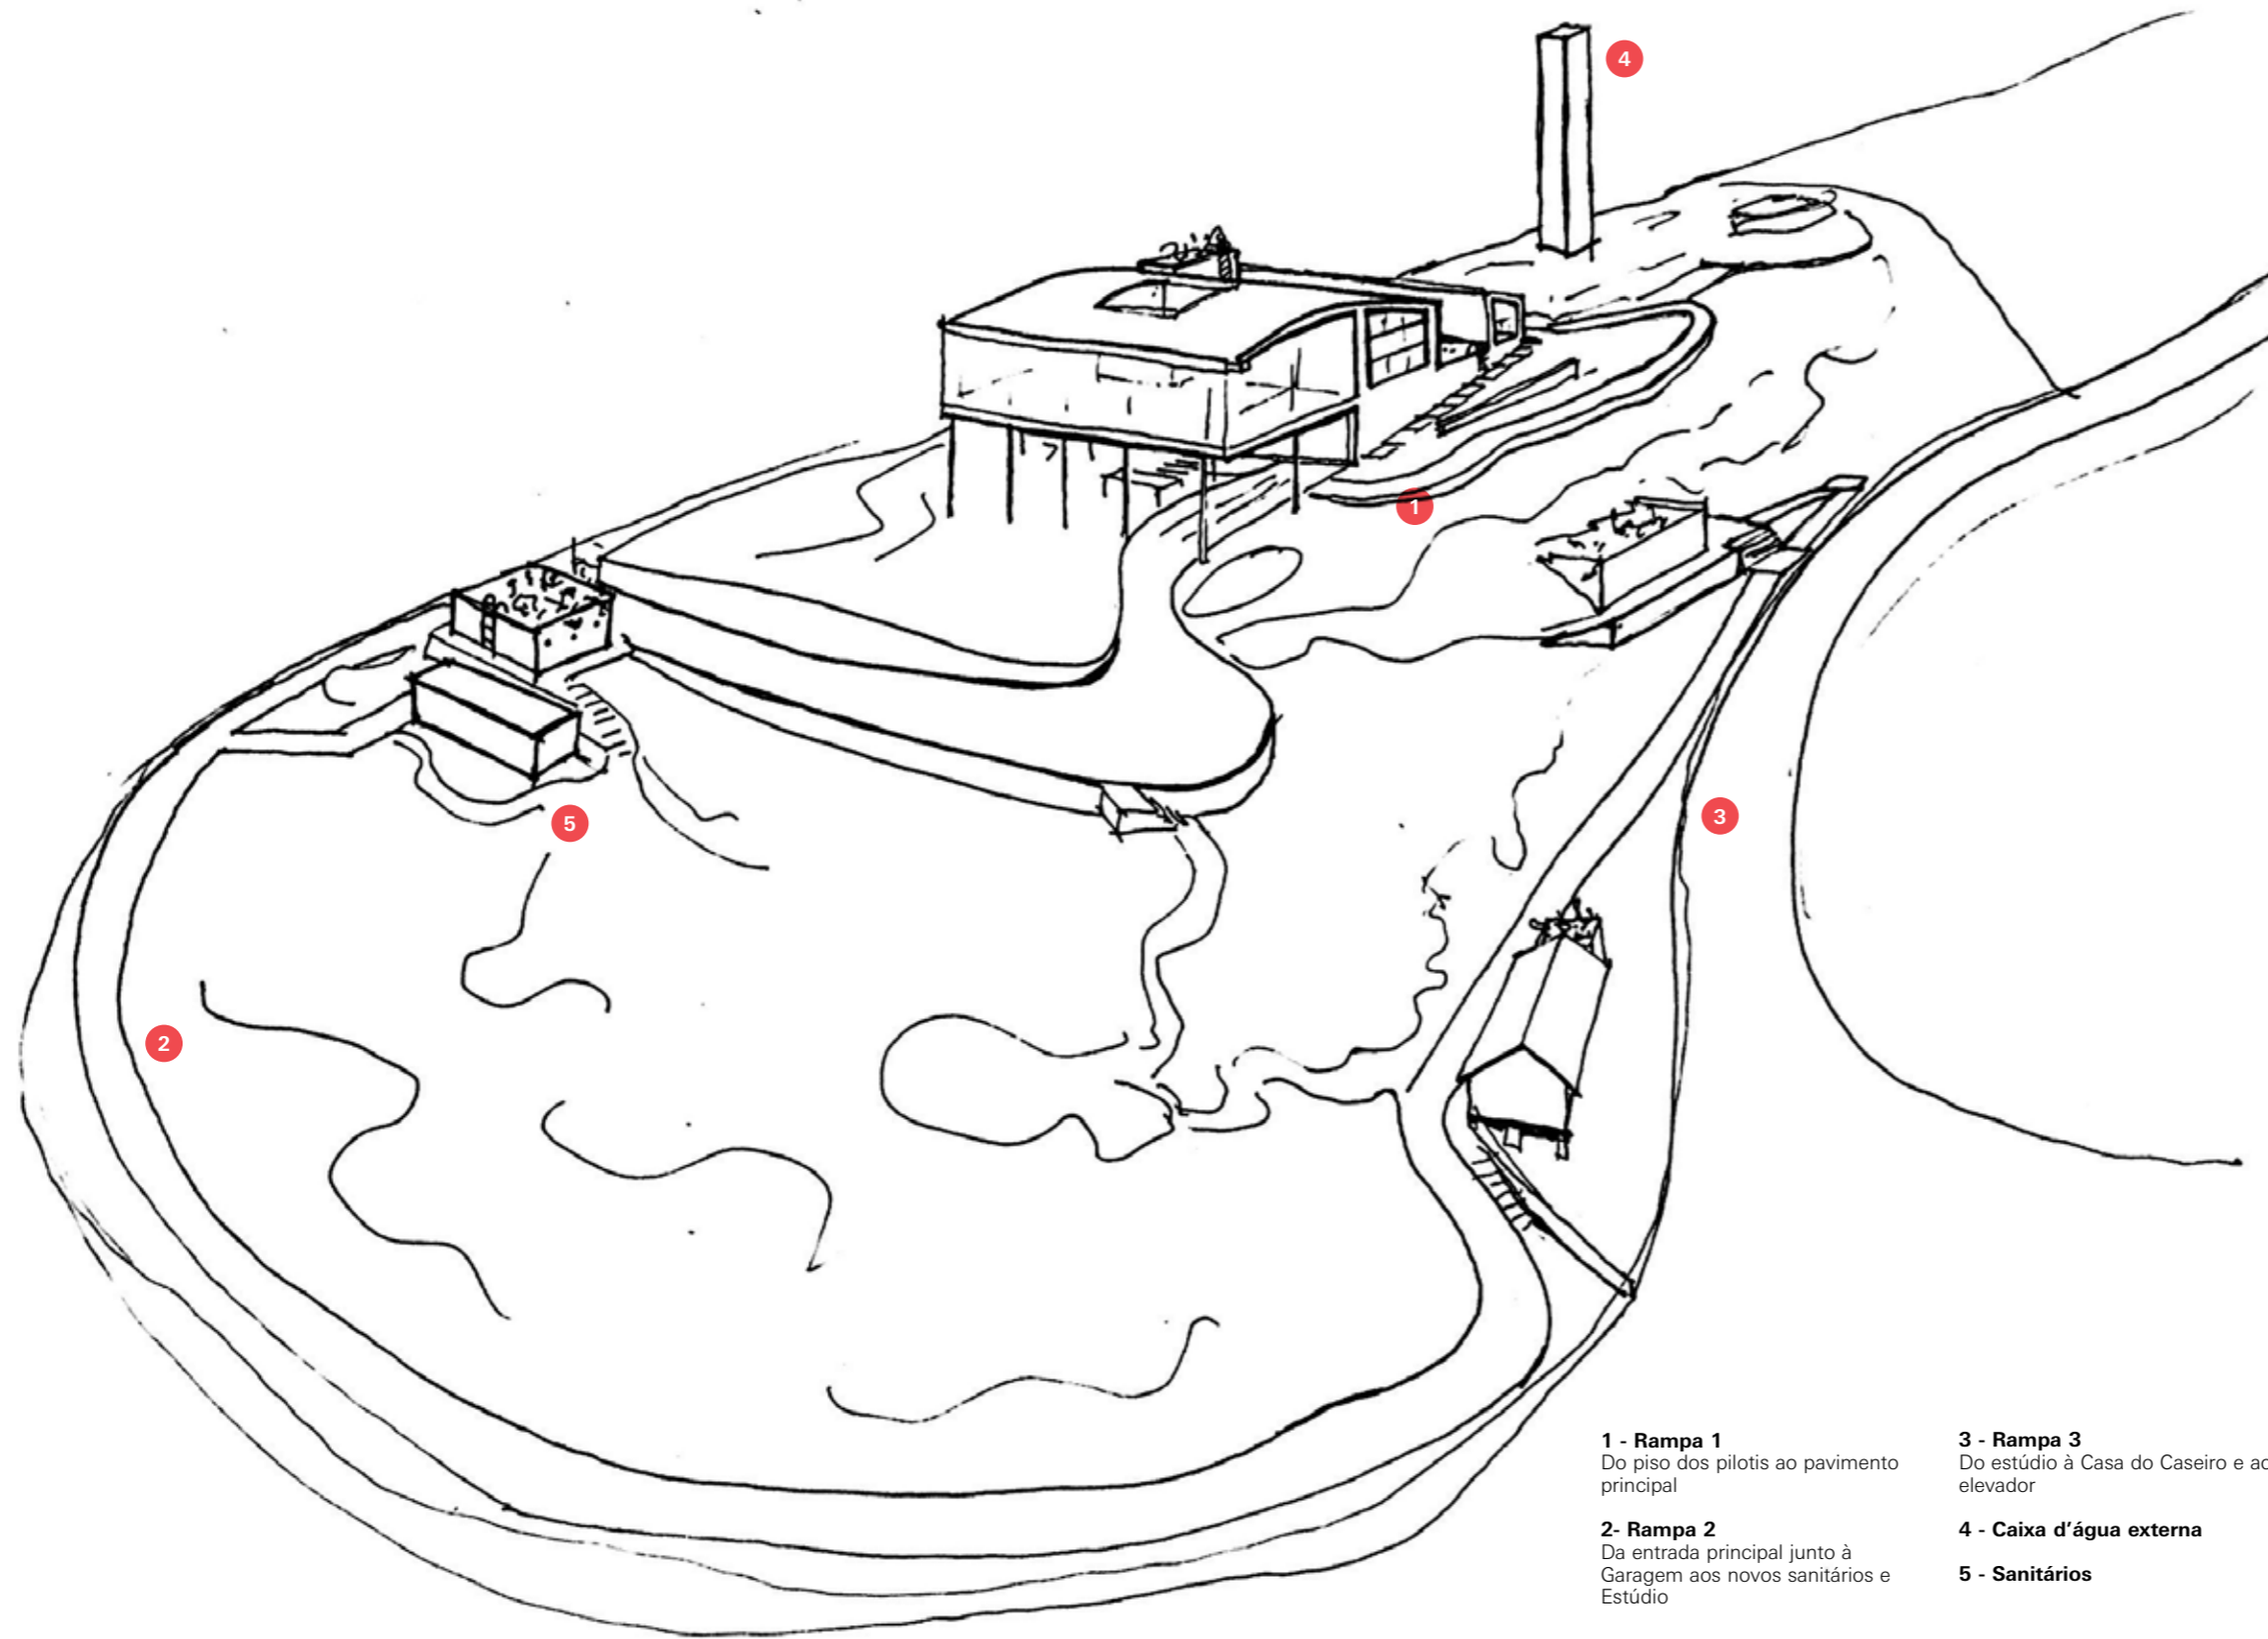 4
1
3
5
2
1 - Rampa 1
Do piso dos pilotis ao pavimento
principal
2- Rampa 2
Da entrada principal junto à
Garagem aos novos sanitários e
Estúdio
3 - Rampa 3
Do estúdio à Casa do Caseiro e
elevador
4 - Caixa d’água externa
5 - Sanitários